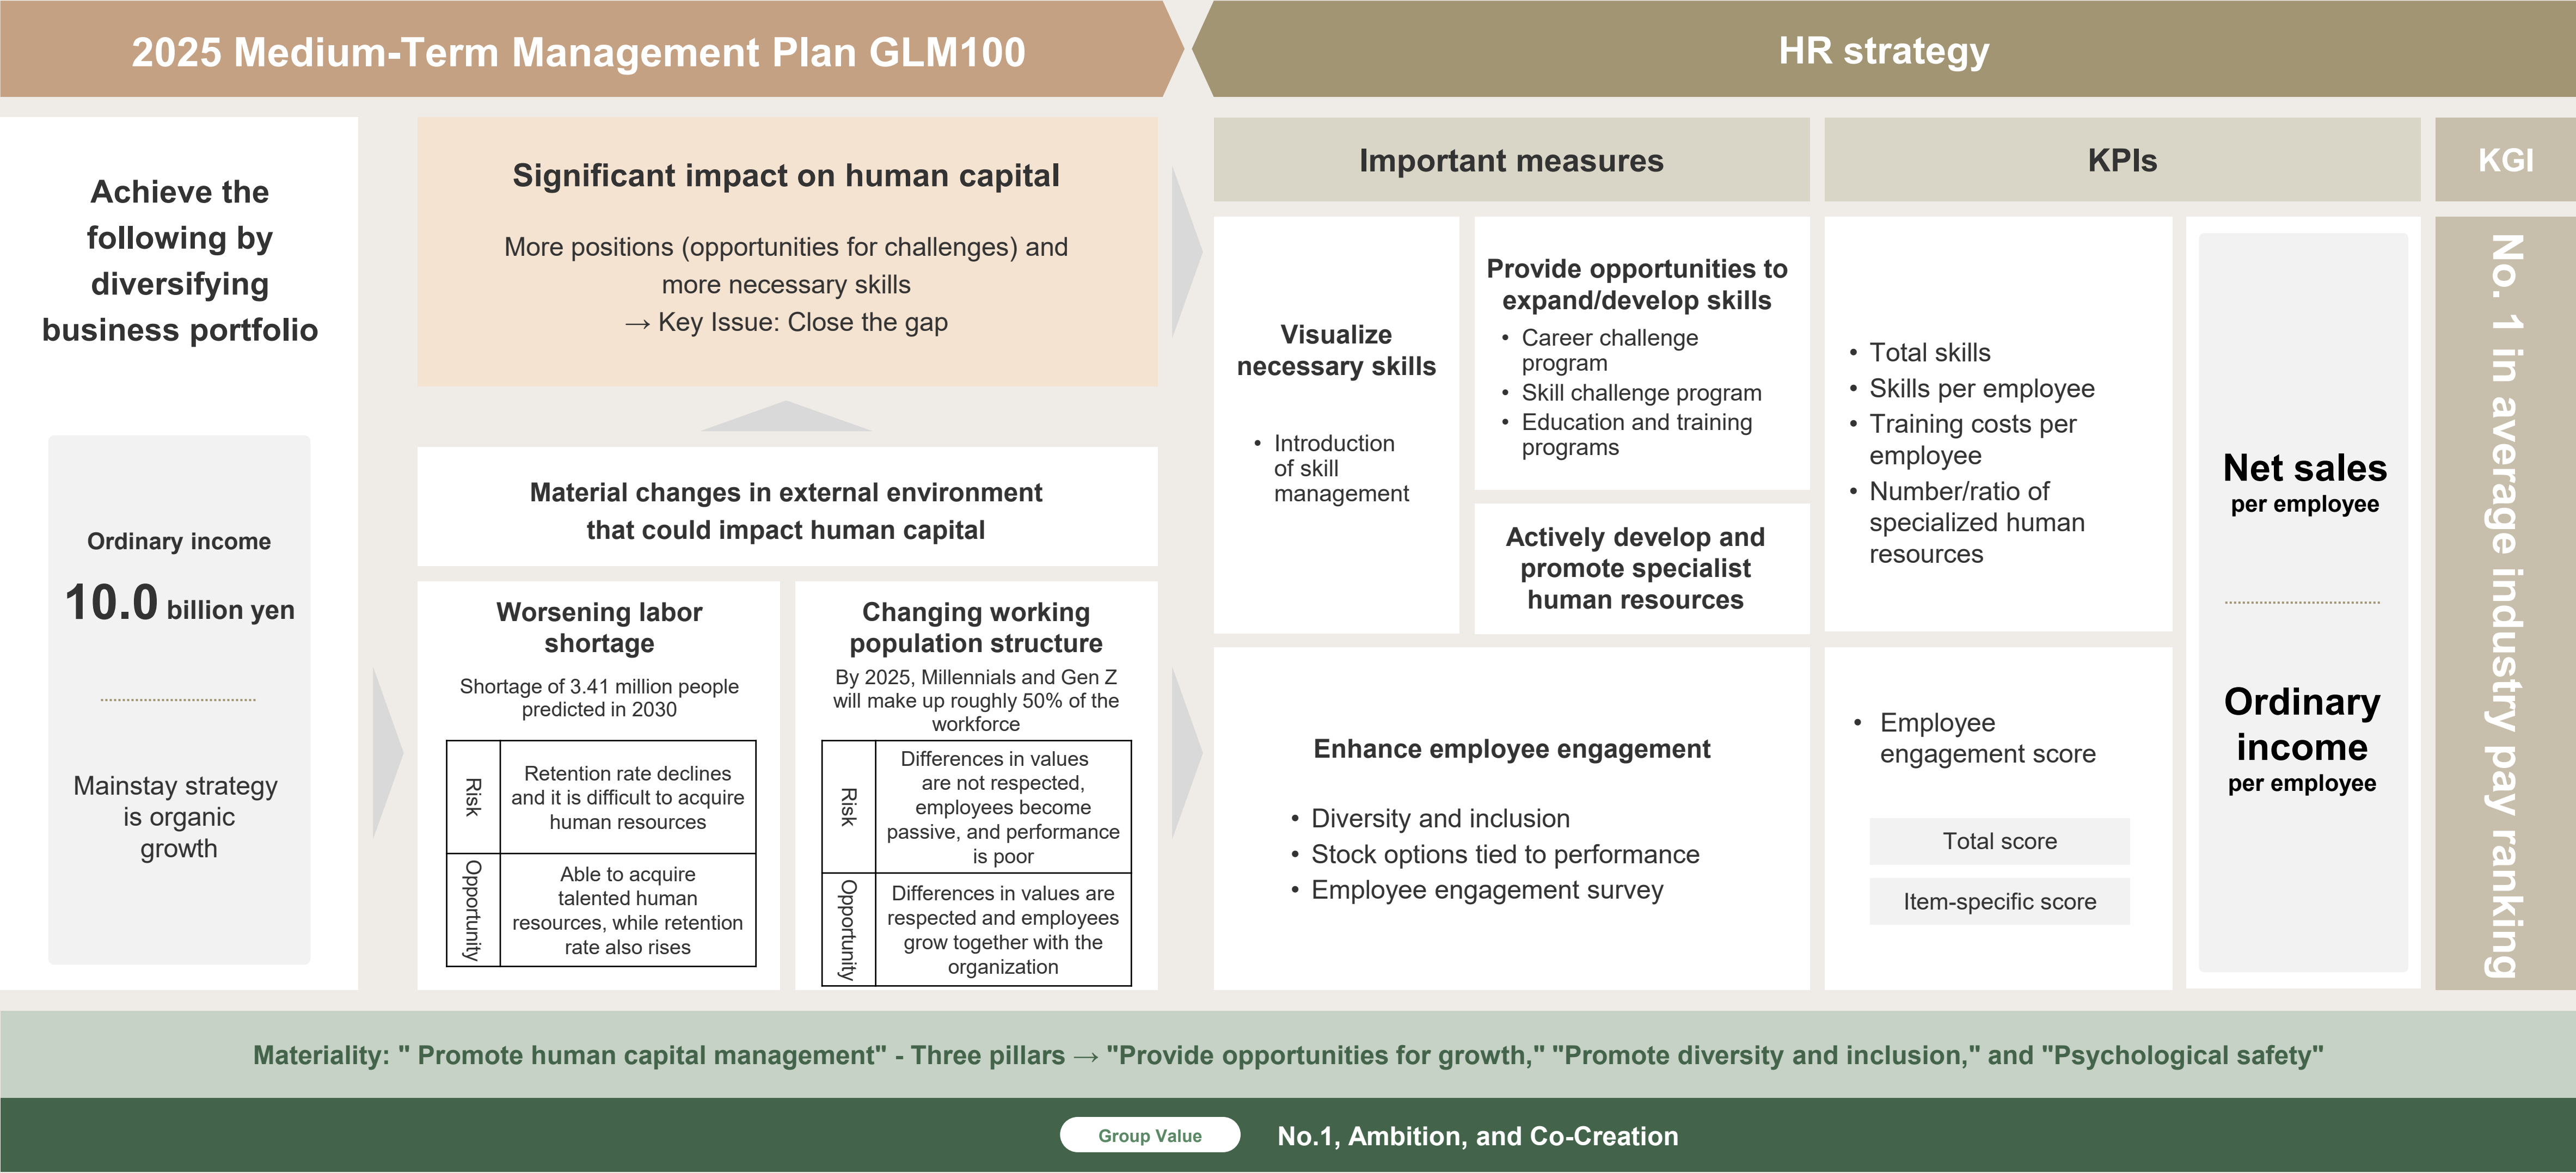 2025 Medium-Term Management Plan GLM100
HR strategy
Achieve the
following by
diversifying
business portfolio
Ordinary income
10.0 billion yen
Mainstay strategy
is organic
growth
Significant impact on human capital
More positions (opportunities for challenges) and
more necessary skills
→ Key Issue: Close the gap
Material changes in external environment
that could impact human capital
Worsening labor
shortage
Shortage of 3.41 million people
predicted in 2030
Risk
Retention rate declines
and it is difficult to acquire
human resources
Opportunity
Able to acquire
talented human
resources, while retention
rate also rises
Changing working
population structure
By 2025, Millennials and Gen Z
will make up roughly 50% of the
workforce
Risk
Differences in values
are not respected,
employees become
passive, and performance
is poor
Opportunity
Differences in values are
respected and employees
grow together with the
organization
Important measures
KPIs
KGI
Visualize
necessary skills
• Introduction
of skill
management
Provide opportunities to
expand/develop skills
• Career challenge
program
• Skill challenge program
• Education and training
programs
Actively develop and
promote specialist
human resources
Enhance employee engagement
• Diversity and inclusion
• Stock options tied to performance
• Employee engagement survey
• Total skills
• Skills per employee
• Training costs per
employee
• Number/ratio of
specialized human
resources
• Employee
engagement score
Total score
Item-specific score
Net sales
per employee
Ordinary
income
per employee
No. 1 in average industry pay ranking
Materiality: " Promote human capital management" - Three pillars → "Provide opportunities for growth," "Promote diversity and inclusion," and "Psychological safety"
Group Value
No.1, Ambition, and Co-Creation